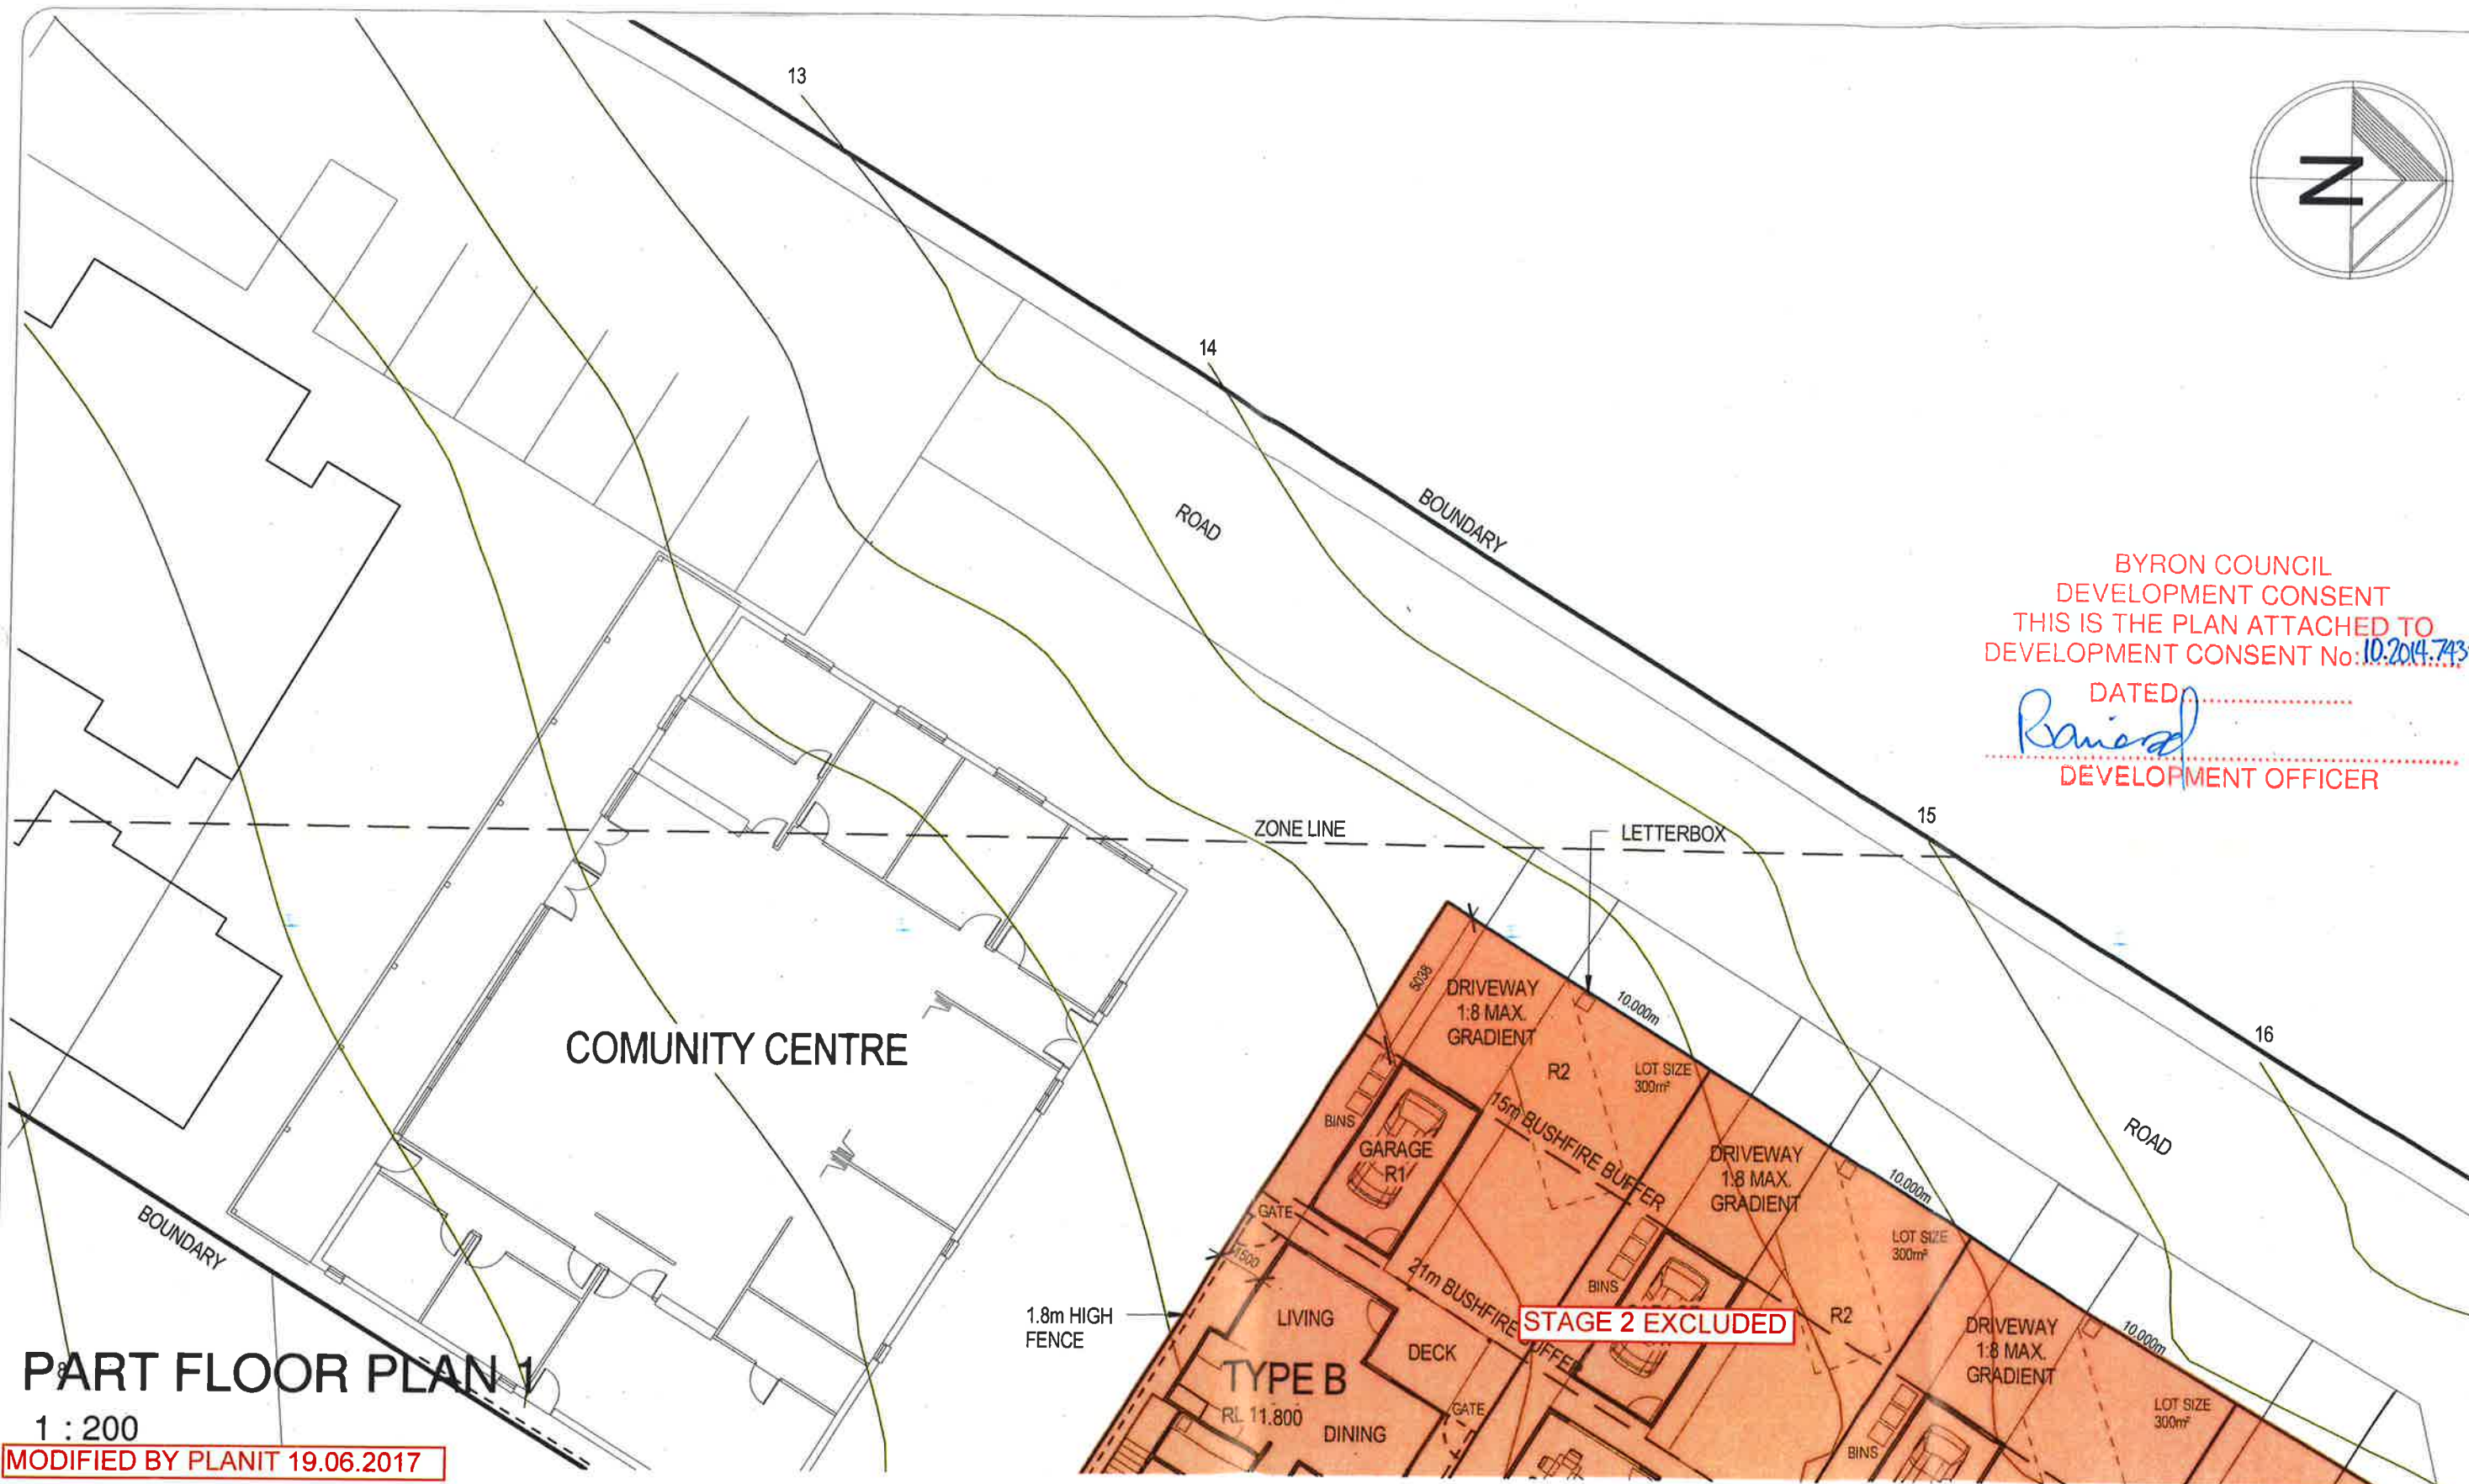 13
N
14
ROAD
BOUNDARY
BYRON COUNCIL
DEVELOPMENT CONSENT
THIS IS THE PLAN ATTACHED TO
DEVELOPMENT CONSENT No: 10.2014.743
DATED
DEVELOPMENT OFFICER
15
ZONE LINE
LETTERBOX
5038
DRIVEWAY
1:8 MAX.
GRADIENT
10.000m
COMUNITY CENTRE
16
R2
LOT SIZE
300m²
15m BUSHFIRE BUFFER
BINS
GARAGE
R1
ROAD
DRIVEWAY
1:8 MAX.
GRADIENT
10.000m
GATE
BOUNDARY
LOT SIZE
300m²
1500
21m BUSHFIRE BUFFER
BINS
1.8m HIGH
FENCE
LIVING
STAGE 2 EXCLUDED
R2
DECK
DRIVEWAY
1:8 MAX.
GRADIENT
10.000m
8
PART FLOOR PLAN 1
1 : 200
TYPE B
RL 11.800
GATE
DINING
LOT SIZE
300m²
BINS
MODIFIED BY PLANIT 19.06.2017